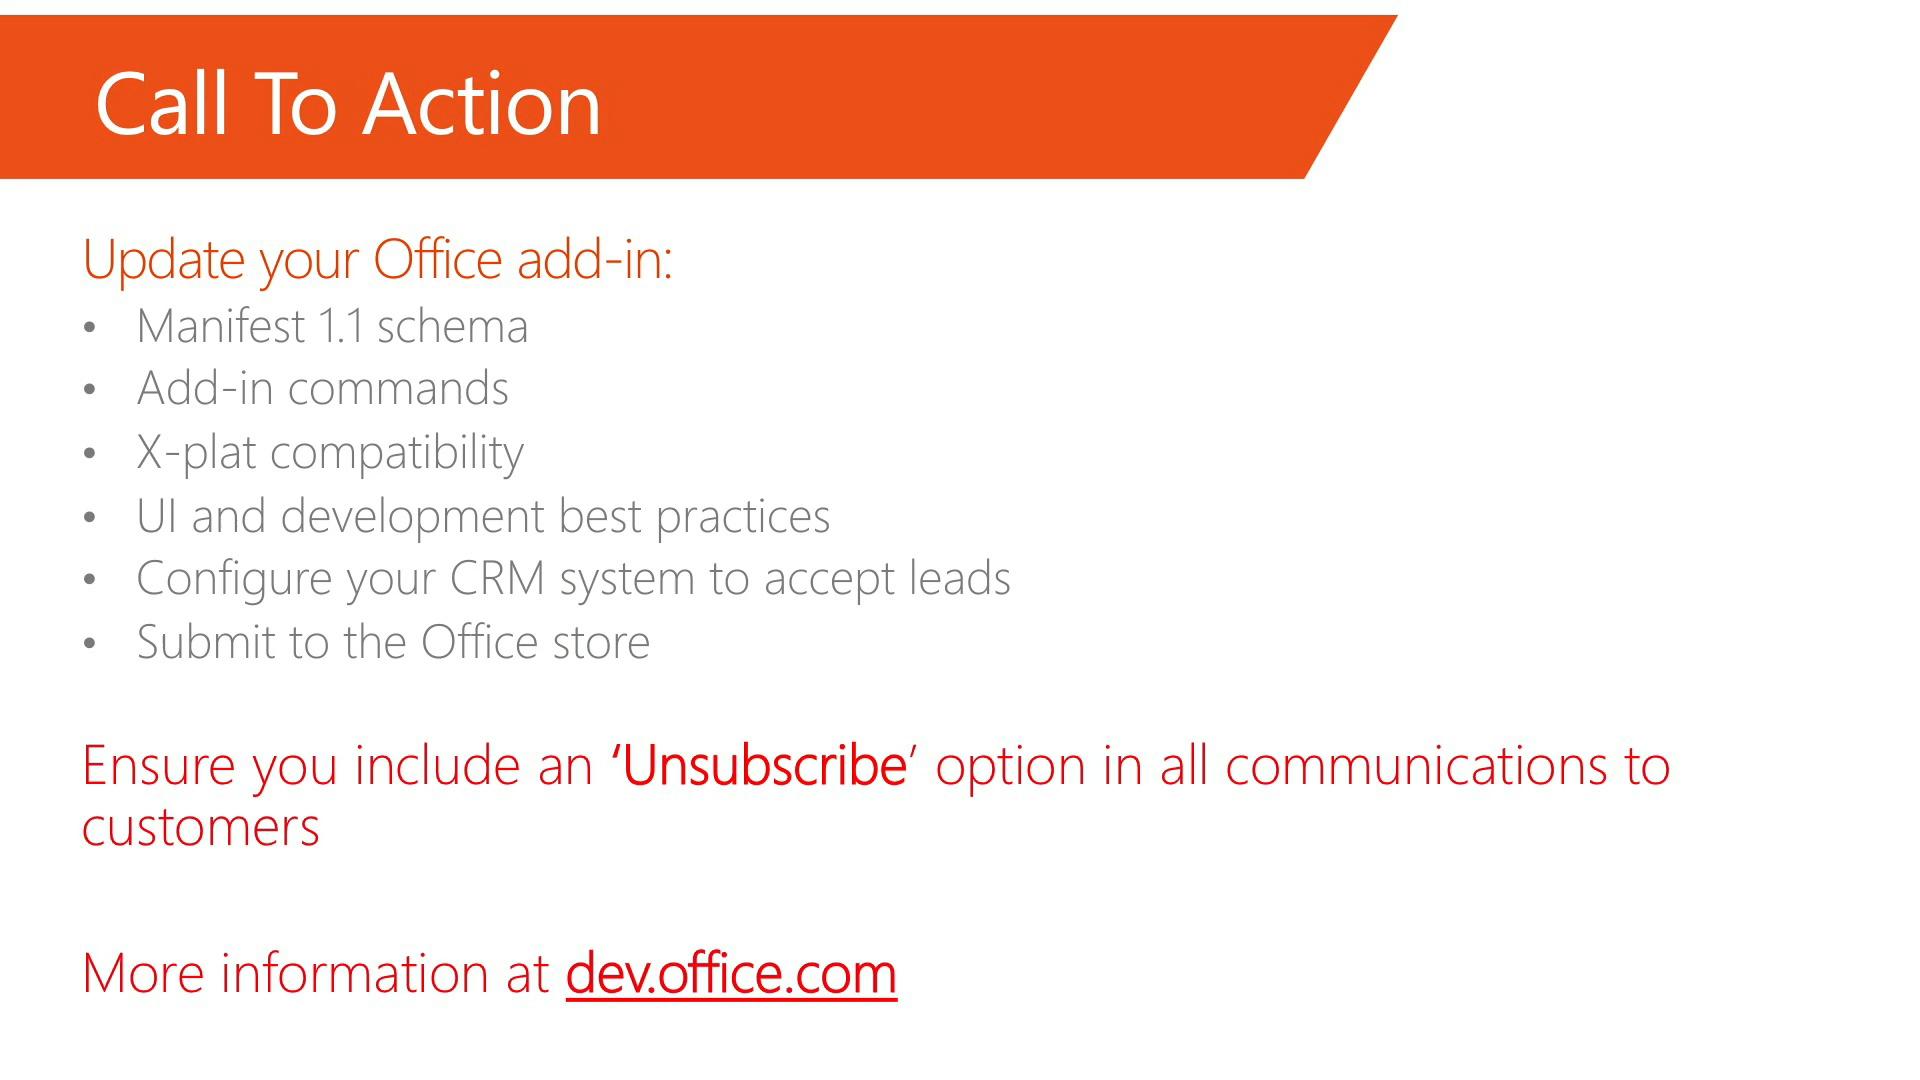 Call To Action
Update your Office add-in:
• Manifest 1.1 schema
• Add-in commands
• X-plat compatibility
• UI and development best practices
• Configure your CRM system to accept leads
• Submit to the Office store
Ensure you include an ‘Unsubscribe’ option in all communications to
customers
More information at dev.office.com